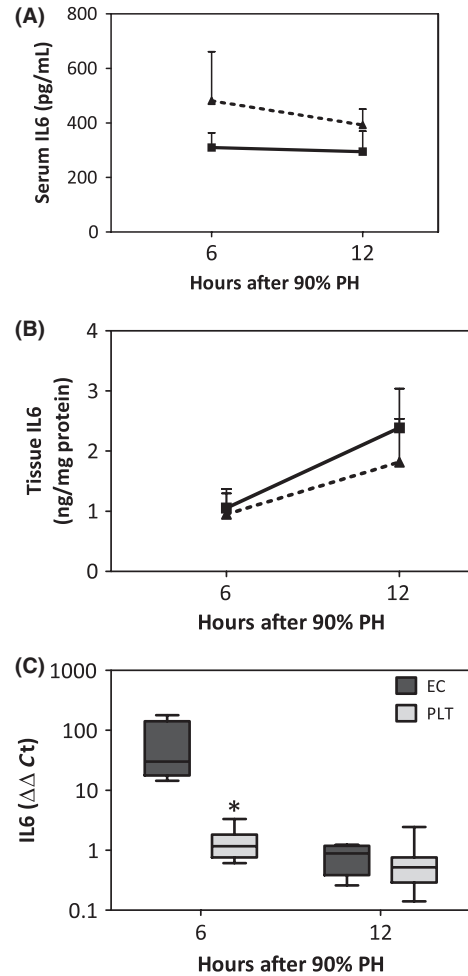 (A)
800
600
400
200
0
Serum IL6 (pg/mL)
6 12
Hours after 90% PH
(B)
4
3
2
1
0
Tissue IL6
(ng/mg protein)
6 12
Hours after 90% PH
(C)
1000
100
10
1
0.1
IL6 (ΔΔCt)
EC
PLT
*
6 12
Hours after 90% PH